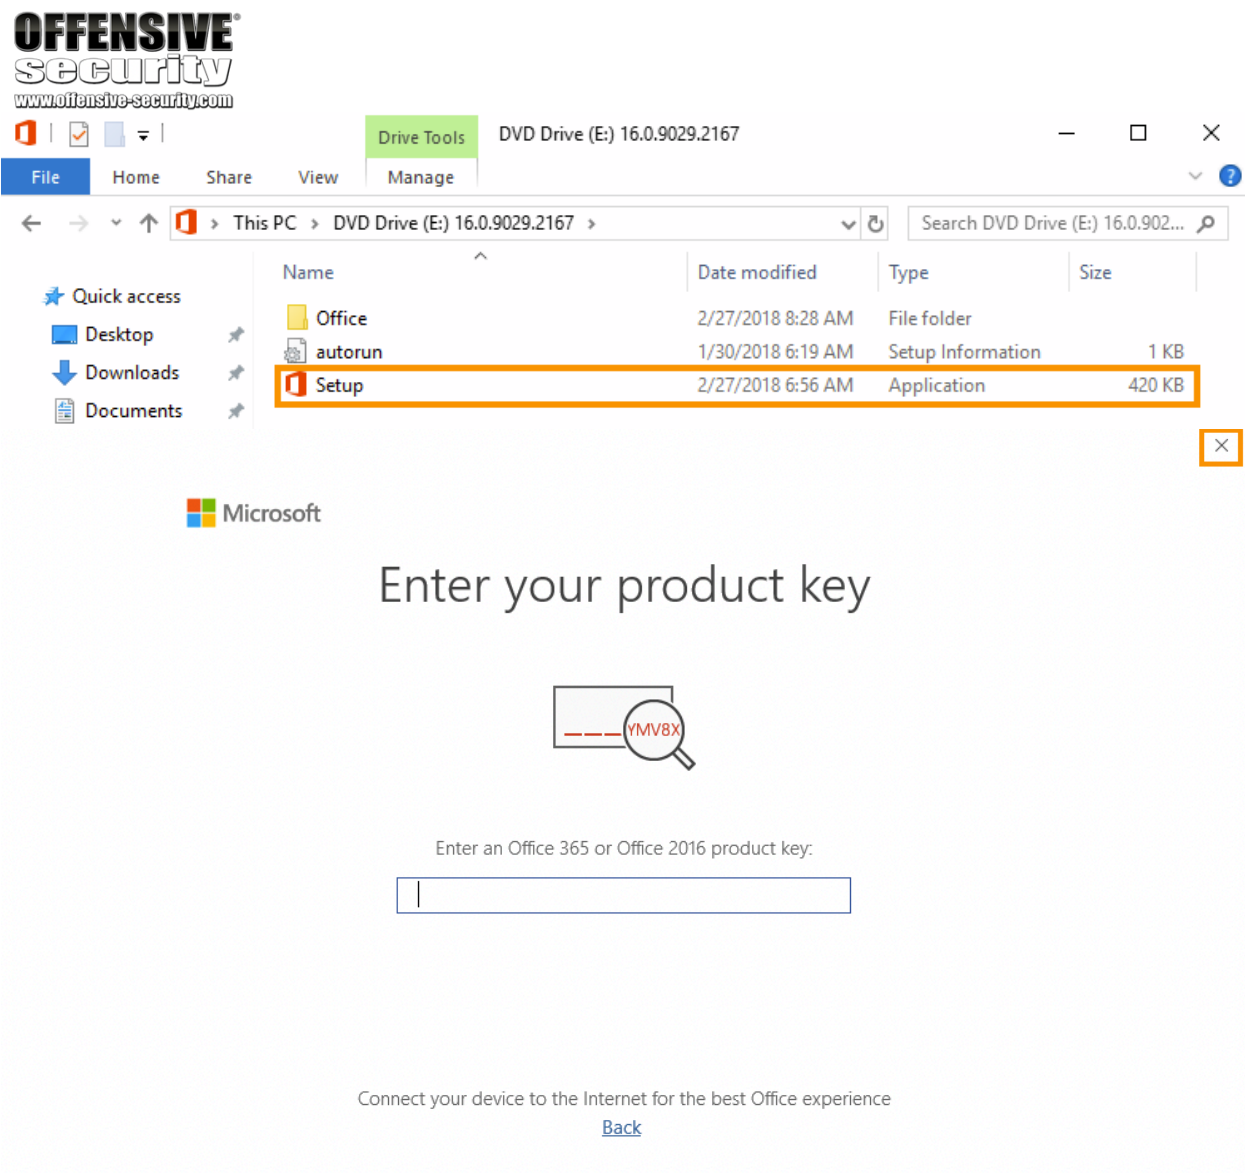 OFFENSIVE®
security
www.offensive-security.com
Drive Tools DVD Drive (E:) 16.0.9029.2167
File Home Share View Manage
This PC > DVD Drive (E:) 16.0.9029.2167 > Search DVD Drive (E:) 16.0.902...
Name Date modified Type Size
Quick access
Office 2/27/2018 8:28 AM File folder
Desktop
autorun 1/30/2018 6:19 AM Setup Information 1 KB
Downloads
Setup 2/27/2018 6:56 AM Application 420 KB
Documents
Microsoft
Enter your product key
___YMV8X
Enter an Office 365 or Office 2016 product key:
Connect your device to the Internet for the best Office experience
Back